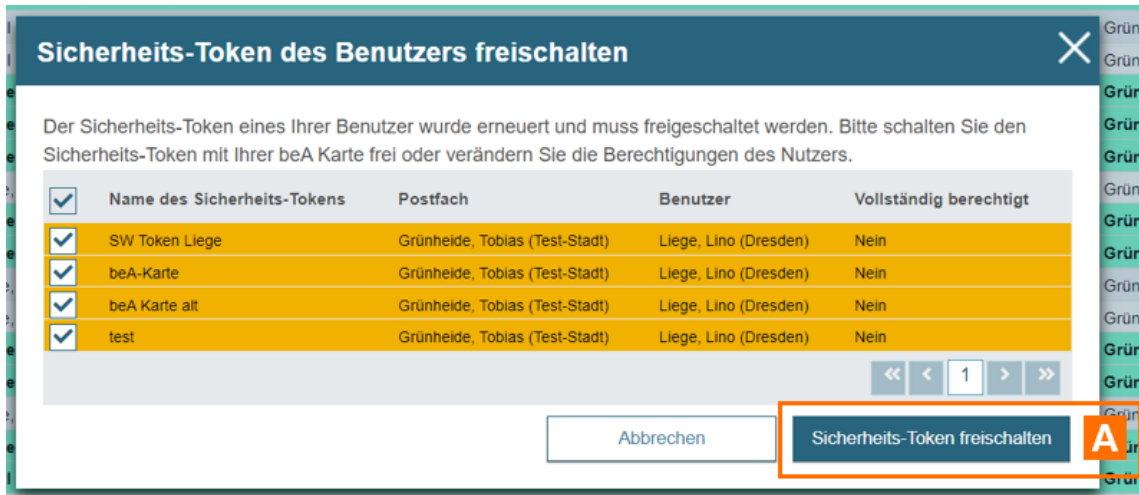 Sicherheits-Token des Benutzers freischalten
Der Sicherheits-Token eines Ihrer Benutzer wurde erneuert und muss freigeschaltet werden. Bitte schalten Sie den
Sicherheits-Token mit Ihrer beA Karte frei oder verändern Sie die Berechtigungen des Nutzers.
Name des Sicherheits-Tokens Postfach Benutzer Vollständig berechtigt
SW Token Liege Grünheide, Tobias (Test-Stadt) Liege, Lino (Dresden) Nein
beA-Karte Grünheide, Tobias (Test-Stadt) Liege, Lino (Dresden) Nein
beA Karte alt Grünheide, Tobias (Test-Stadt) Liege, Lino (Dresden) Nein
test Grünheide, Tobias (Test-Stadt) Liege, Lino (Dresden) Nein
« < 1 > »
Abbrechen Sicherheits-Token freischalten A